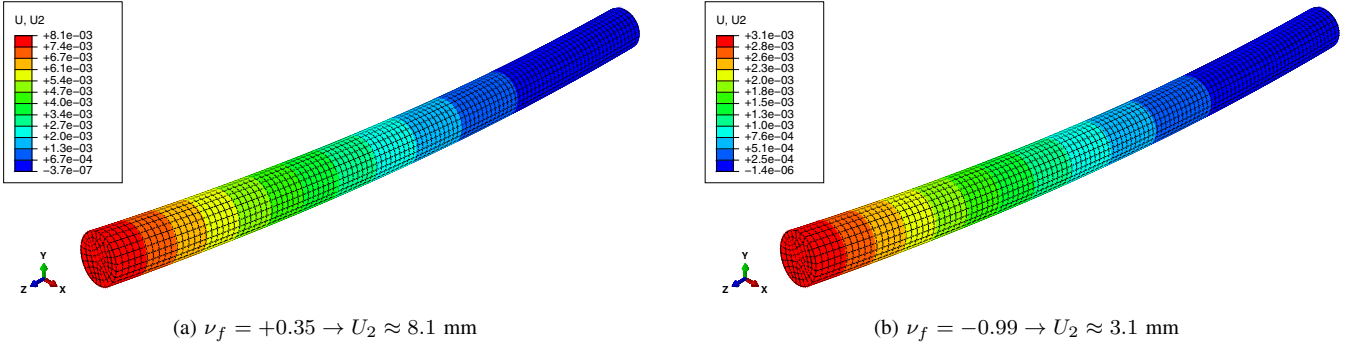 U, U2
+8.1e−03
+7.4e−03
+6.7e−03
+6.1e−03
+5.4e−03
+4.7e−03
+4.0e−03
+3.4e−03
+2.7e−03
+2.0e−03
+1.3e−03
+6.7e−04
−3.7e−07
Y
Z X
(a) ν_f = +0.35 → U_2 ≈ 8.1 mm
U, U2
+3.1e−03
+2.8e−03
+2.6e−03
+2.3e−03
+2.0e−03
+1.8e−03
+1.5e−03
+1.3e−03
+1.0e−03
+7.6e−04
+5.1e−04
+2.5e−04
−1.4e−06
Y
Z X
(b) ν_f = −0.99 → U_2 ≈ 3.1 mm